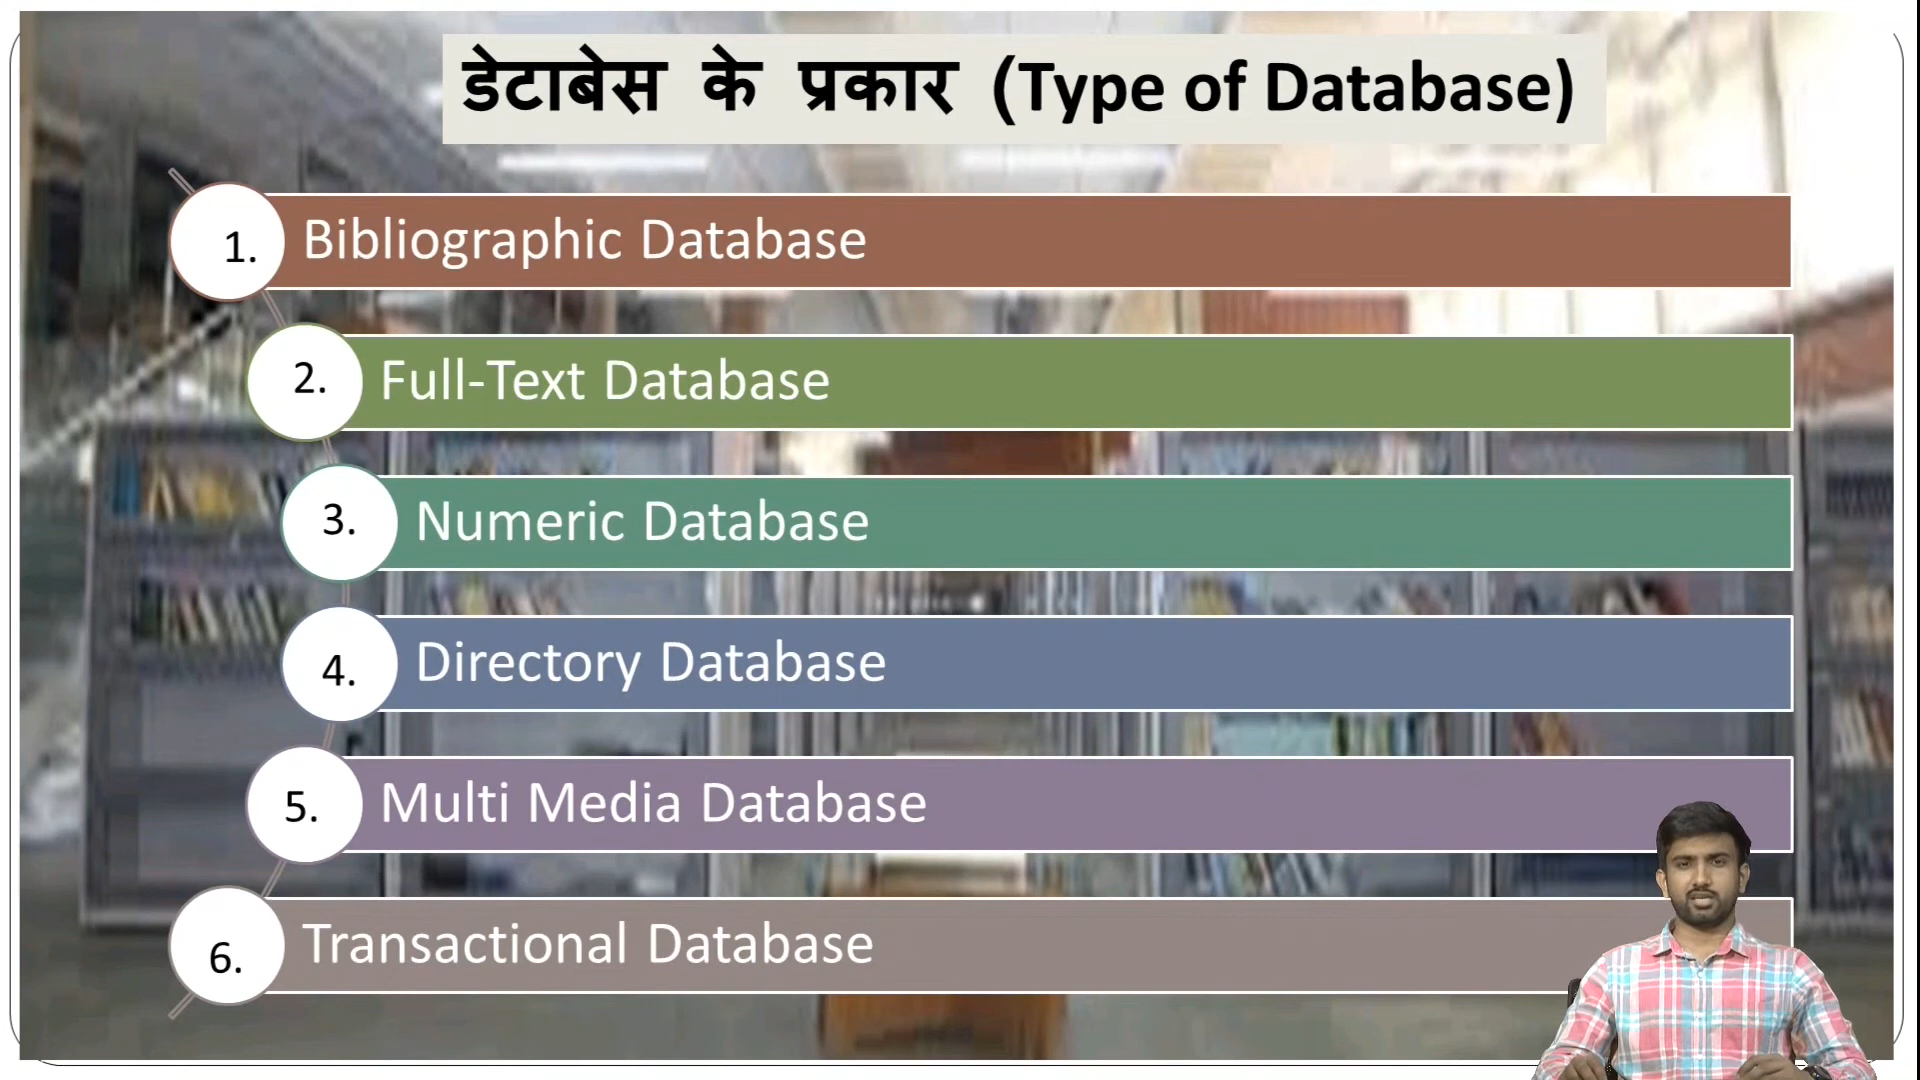 डेटाबेस के प्रकार (Type of Database)
1. Bibliographic Database
2. Full-Text Database
3. Numeric Database
4. Directory Database
5. Multi Media Database
6. Transactional Database